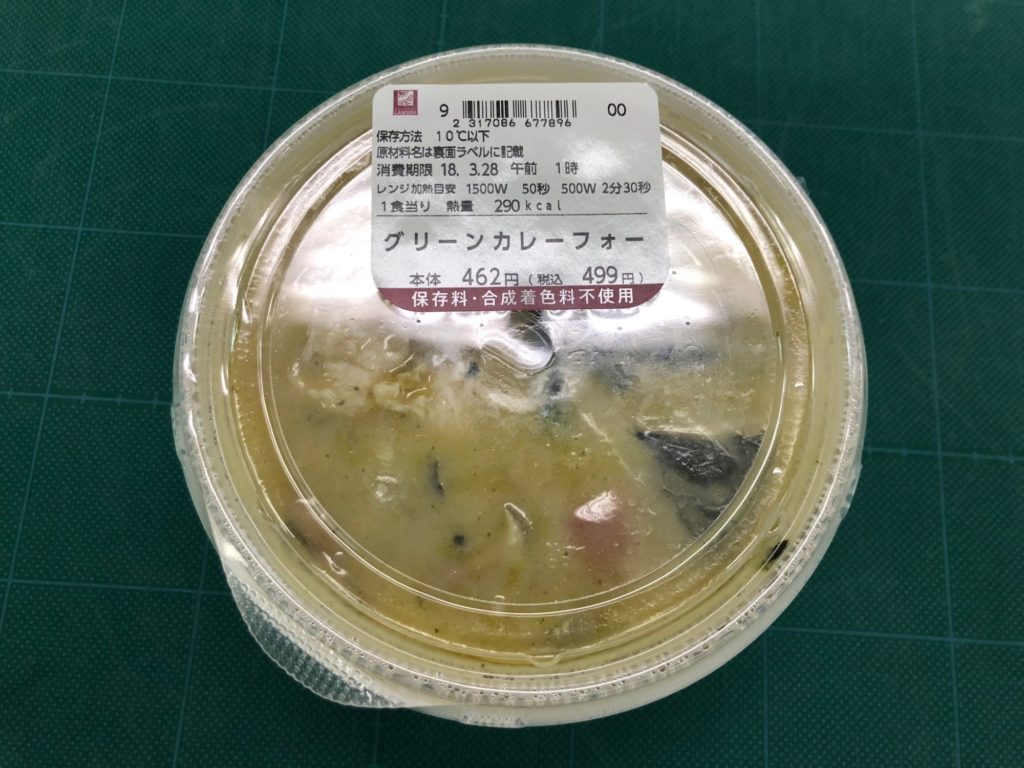 9 00
2 317086 677896
保存方法 10℃以下
原材料名は裏面ラベルに記載
消費期限 18. 3.28 午前 1時
レンジ加熱目安 1500W 50秒 500W 2分30秒
1食当り 熱量 290kcal
グリーンカレーフォー
本体 462円(税込 499円)
保存料・合成着色料不使用